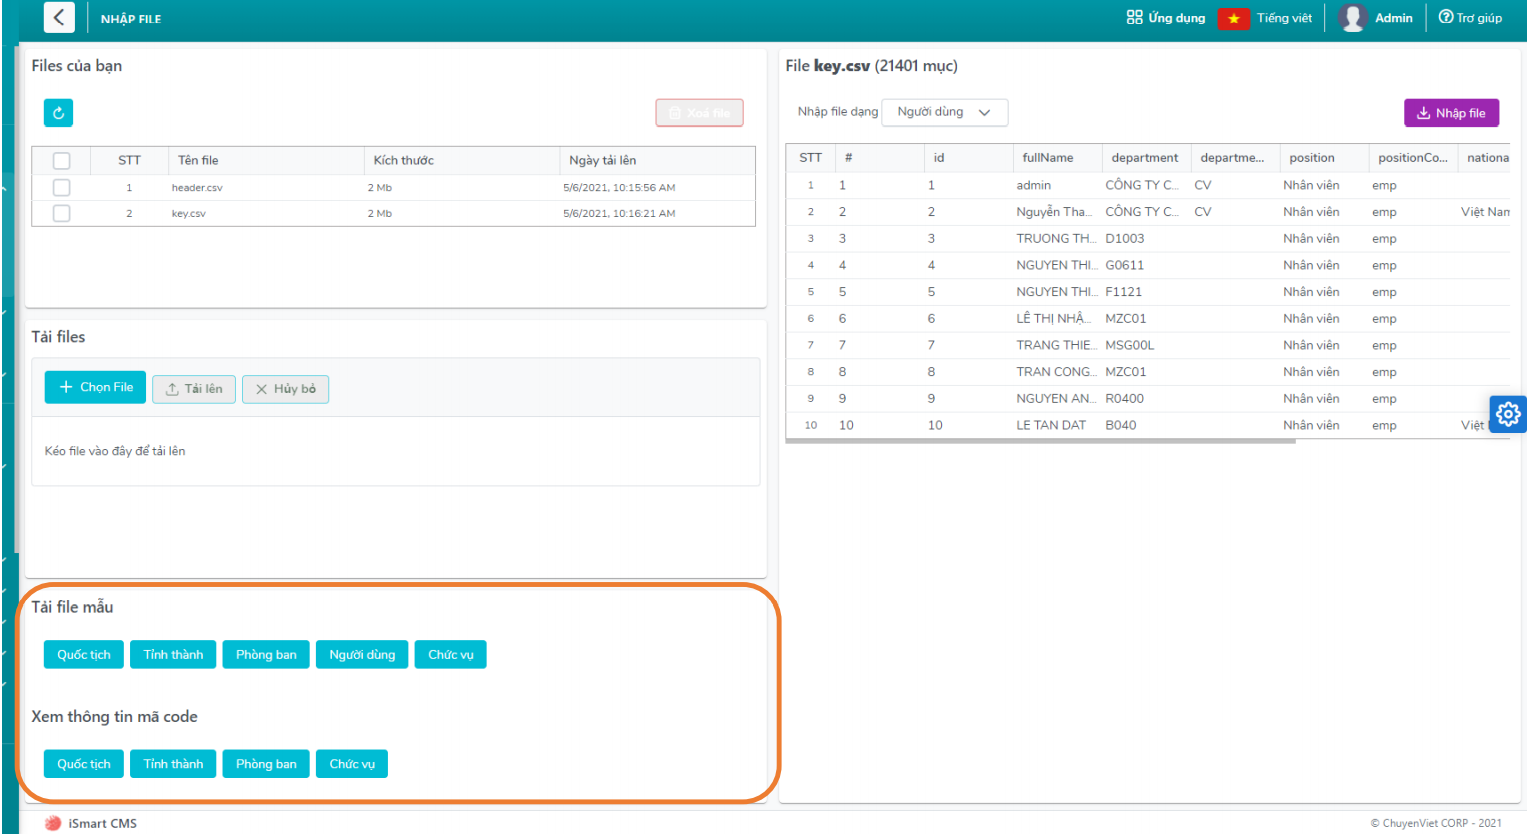 NHẬP FILE
Ứng dụng
Tiếng việt
Admin
Trợ giúp
Files của bạn
Xoá file
STT Tên file Kích thước Ngày tải lên
1 header.csv 2 Mb 5/6/2021, 10:15:56 AM
2 key.csv 2 Mb 5/6/2021, 10:16:21 AM
Tải files
Chọn File Tải lên Hủy bỏ
Kéo file vào đây để tải lên
Tải file mẫu
Quốc tịch Tỉnh thành Phòng ban Người dùng Chức vụ
Xem thông tin mã code
Quốc tịch Tỉnh thành Phòng ban Chức vụ
File key.csv (21401 mục)
Nhập file dạng Người dùng Nhập file
STT # id fullName department departme... position positionCo... nationa
1 1 1 admin CÔNG TY C... CV Nhân viên emp
2 2 2 Nguyễn Tha... CÔNG TY C... CV Nhân viên emp Việt Nam
3 3 3 TRUONG TH... D1003 Nhân viên emp
4 4 4 NGUYEN THI... G0611 Nhân viên emp
5 5 5 NGUYEN THI... F1121 Nhân viên emp
6 6 6 LÊ THỊ NHẬ... MZC01 Nhân viên emp
7 7 7 TRANG THIE... MSG00L Nhân viên emp
8 8 8 TRAN CONG... MZC01 Nhân viên emp
9 9 9 NGUYEN AN... R0400 Nhân viên emp
10 10 10 LE TAN DAT B040 Nhân viên emp Việt
iSmart CMS
© ChuyenViet CORP - 2021